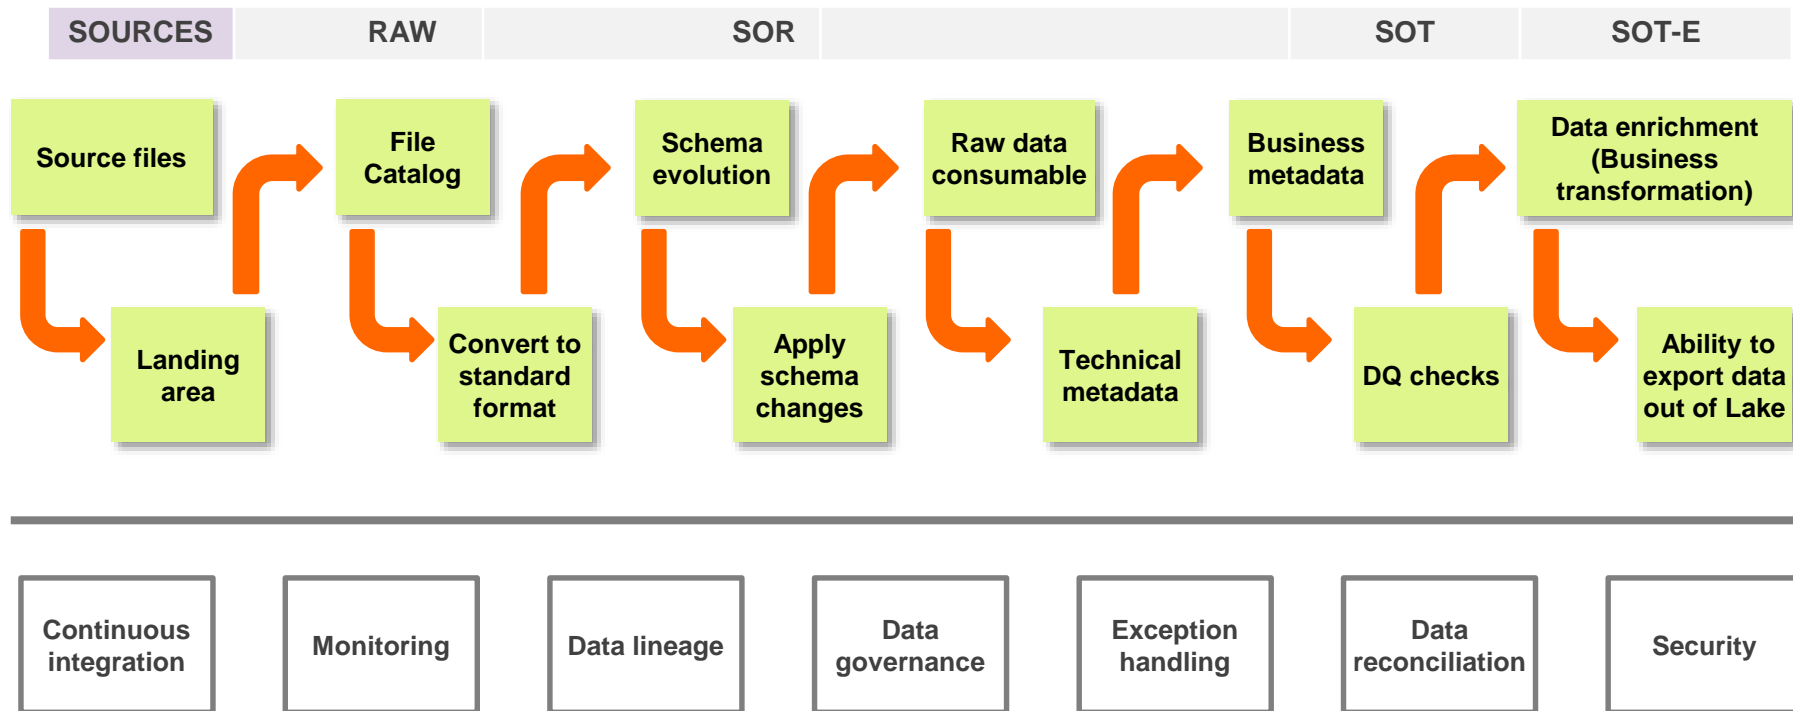 SOURCES
RAW
SOR
SOT
SOT-E
Source files
File
Catalog
Schema
evolution
Raw data
consumable
Business
metadata
Data enrichment
(Business
transformation)
Landing
area
Convert to
standard
format
Apply
schema
changes
Technical
metadata
DQ checks
Ability to
export data
out of Lake
Continuous
integration
Monitoring
Data lineage
Data
governance
Exception
handling
Data
reconciliation
Security